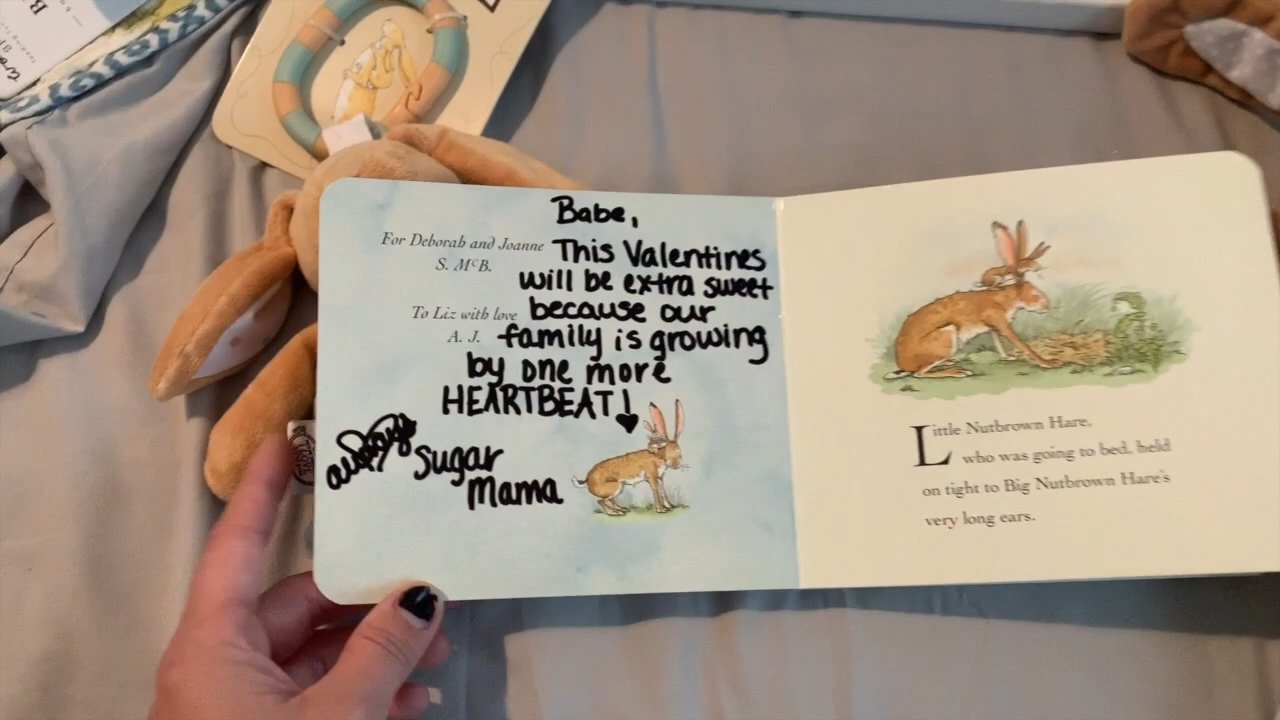 Babe,
For Deborah and Joanne
This Valentines
S. McB.
will be extra sweet
To Liz with love
because our
A. J.
family is growing
by one more
HEARTBEAT!
Sugar
Mama
Little Nutbrown Hare,
who was going to bed, held
on tight to Big Nutbrown Hare's
very long ears.